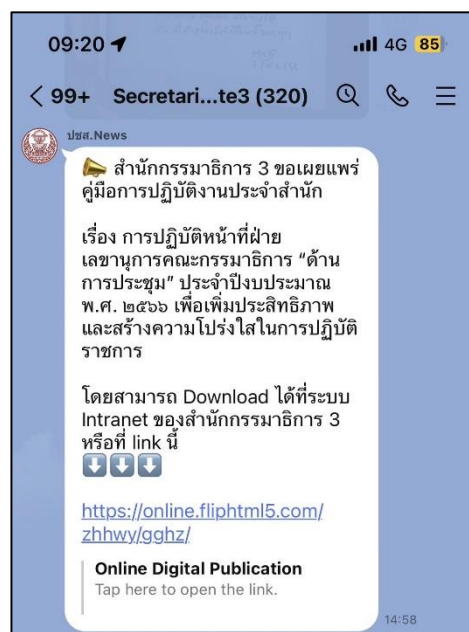 09:20
4G 85
99+ Secretari...te3 (320)
ปชส.News
สำนักกรรมาธิการ 3 ขอเผยแพร่
คู่มือการปฏิบัติงานประจำสำนัก
เรื่อง การปฏิบัติหน้าที่ฝ่าย
เลขานุการคณะกรรมาธิการ “ด้าน
การประชุม” ประจำปีงบประมาณ
พ.ศ. ๒๕๖๖ เพื่อเพิ่มประสิทธิภาพ
และสร้างความโปร่งใสในการปฏิบัติ
ราชการ
โดยสามารถ Download ได้ที่ระบบ
Intranet ของสำนักกรรมาธิการ 3
หรือที่ link นี้
https://online.fliphtml5.com/
zhhwy/gghz/
Online Digital Publication
Tap here to open the link.
14:58